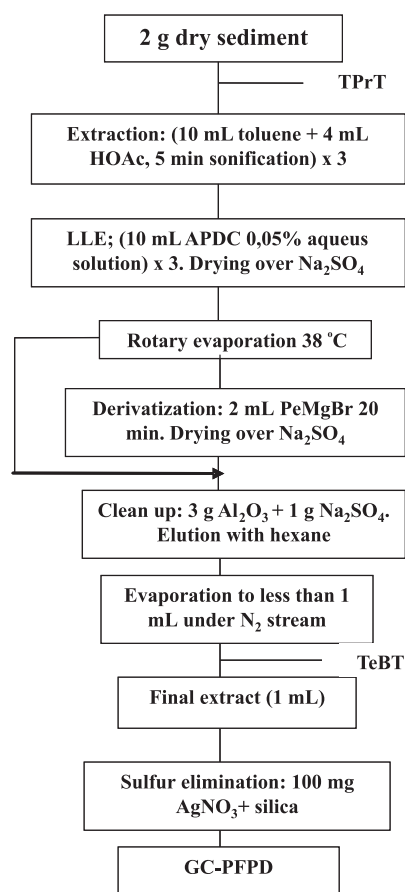 2 g dry sediment
TPrT
Extraction: (10 mL toluene + 4 mL
HOAc, 5 min sonification) x 3
LLE; (10 mL APDC 0,05% aqueus
solution) x 3. Drying over Na₂SO₄
Rotary evaporation 38 °C
Derivatization: 2 mL PeMgBr 20
min. Drying over Na₂SO₄
Clean up: 3 g Al₂O₃ + 1 g Na₂SO₄.
Elution with hexane
Evaporation to less than 1
mL under N₂ stream
TeBT
Final extract (1 mL)
Sulfur elimination: 100 mg
AgNO₃+ silica
GC-PFPD